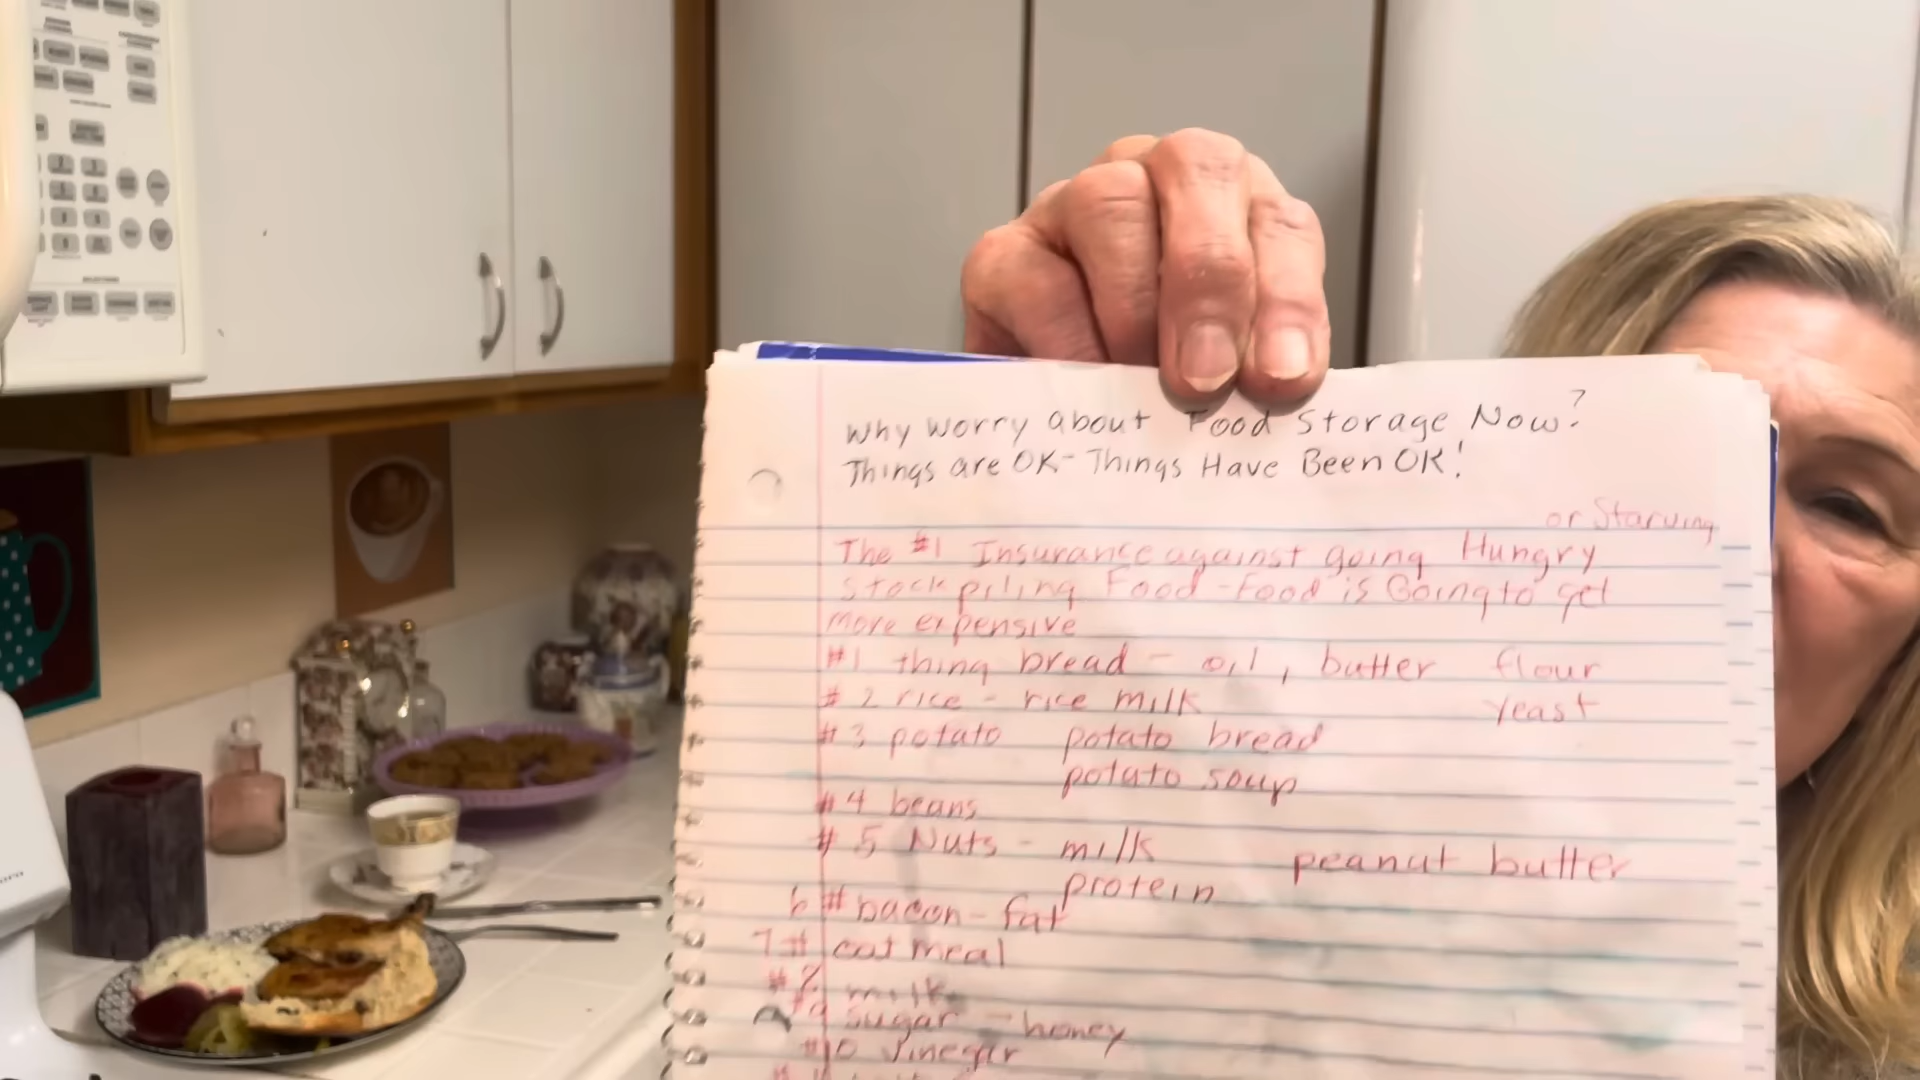 Why Worry about Food Storage Now?
Things are OK- Things Have Been OK!
or Starving
The #1 Insurance against going Hungry
Stock piling Food - Food is Going to get
more expensive
#1 thing bread - oil, butter flour
yeast
#2 rice - rice milk
#3 potato potato bread
potato soup
#4 beans
#5 Nuts - milk peanut butter
protein
6# bacon - fat
7# oatmeal
#8 milk
#9 sugar - honey
#10 vinegar